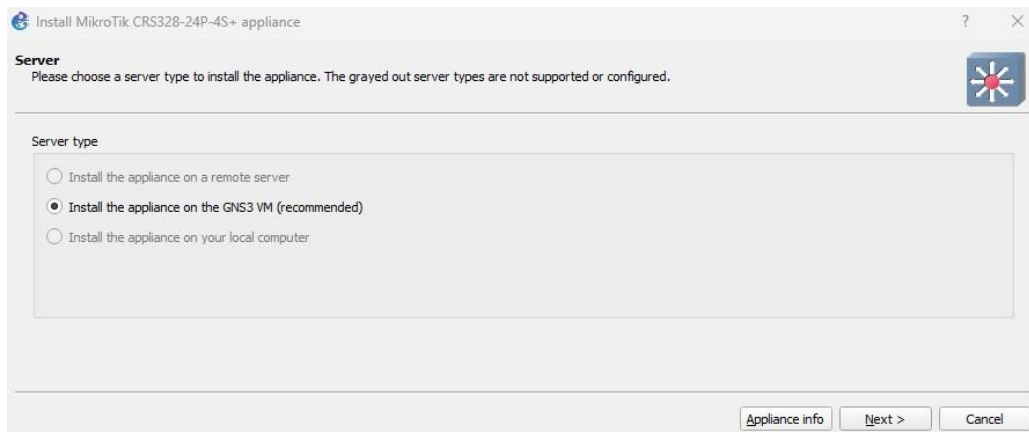 Install MikroTik CRS328-24P-4S+ appliance
Server
Please choose a server type to install the appliance. The grayed out server types are not supported or configured.
Server type
Install the appliance on a remote server
Install the appliance on the GNS3 VM (recommended)
Install the appliance on your local computer
Appliance info Next > Cancel